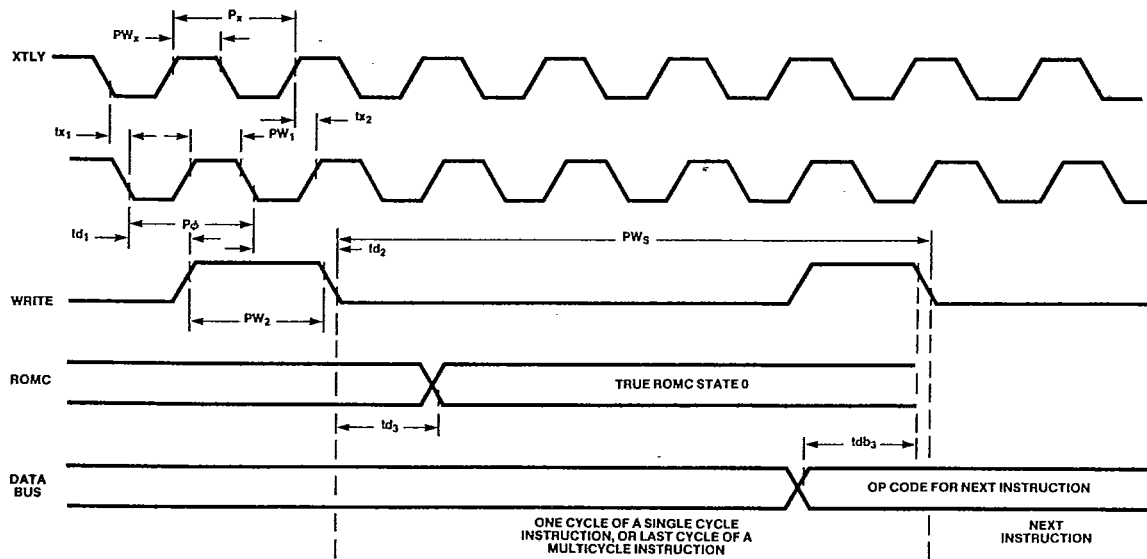 Pₓ
PWₓ
XTLY
tx₁
PW₁
tx₂
Pϕ
td₁
td₂
PWₛ
WRITE
PW₂
ROMC
TRUE ROMC STATE 0
td₃
tdb₃
DATA
BUS
OP CODE FOR NEXT INSTRUCTION
ONE CYCLE OF A SINGLE CYCLE
INSTRUCTION, OR LAST CYCLE OF A
MULTICYCLE INSTRUCTION
NEXT
INSTRUCTION